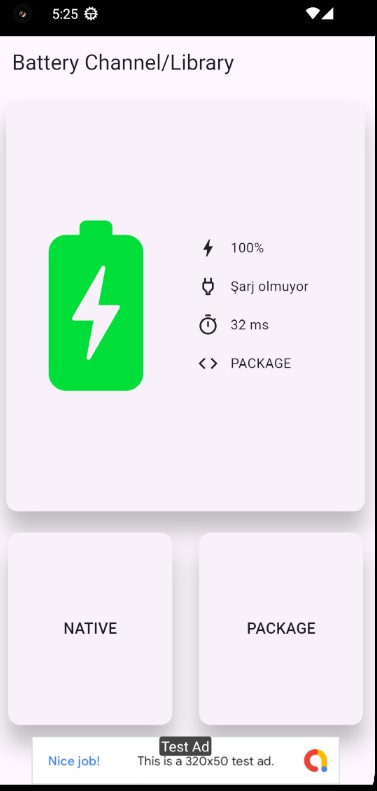 5:25
Battery Channel/Library
100%
Şarj olmuyor
32 ms
PACKAGE
NATIVE
PACKAGE
Test Ad
Nice job!
This is a 320x50 test ad.